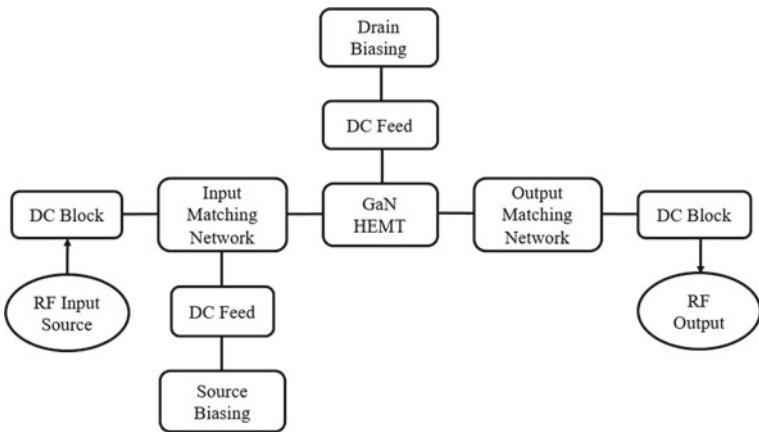 Drain
Biasing
DC Feed
DC Block
Input
Matching
Network
GaN
HEMT
Output
Matching
Network
DC Block
RF Input
Source
DC Feed
RF
Output
Source
Biasing